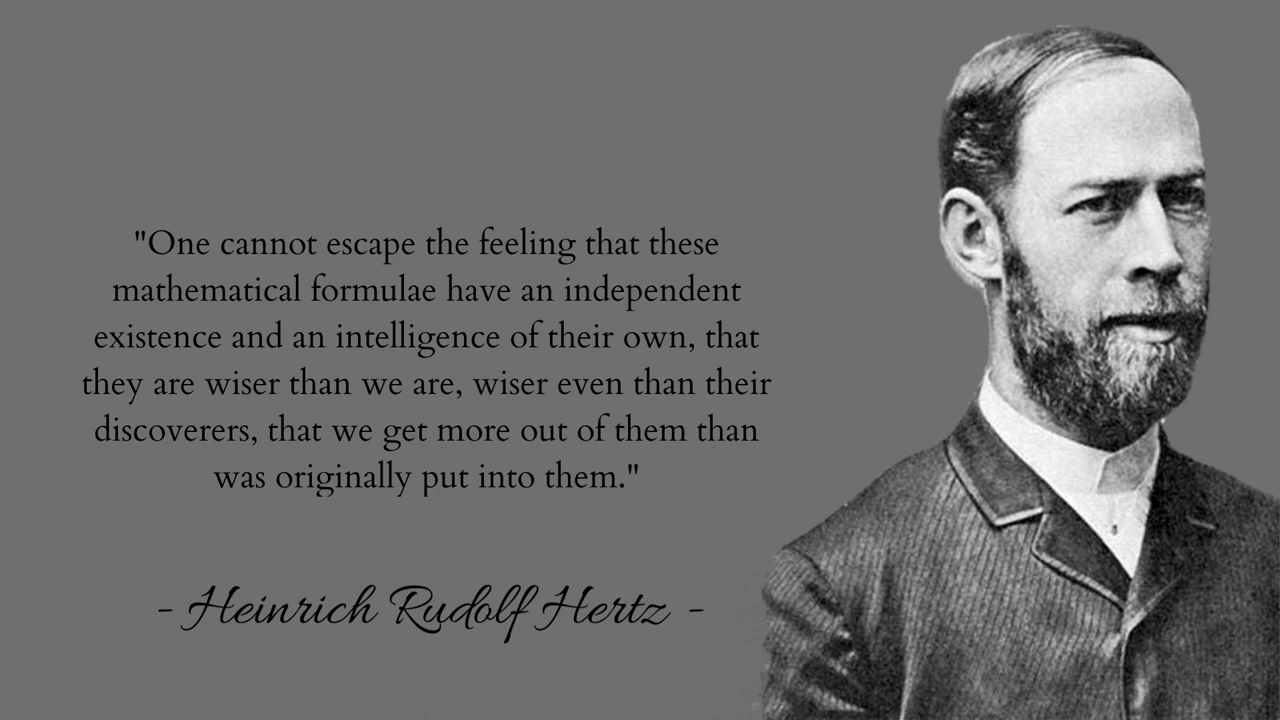 "One cannot escape the feeling that these
mathematical formulae have an independent
existence and an intelligence of their own, that
they are wiser than we are, wiser even than their
discoverers, that we get more out of them than
was originally put into them."
- Heinrich Rudolf Hertz -